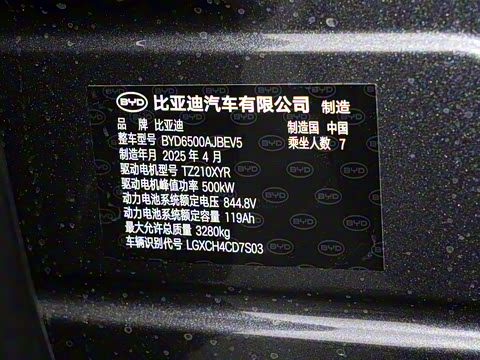 BYD 比亚迪汽车有限公司 制造
品 牌 比亚迪 制造国 中国
整车型号 BYD6500AJBEV5 乘坐人数 7
制造年月 2025 年 4 月
驱动电机型号 TZ210XYR
驱动电机峰值功率 500kW
动力电池系统额定电压 844.8V
动力电池系统额定容量 119Ah
最大允许总质量 3280kg
车辆识别代号 LGXCH4CD7S03